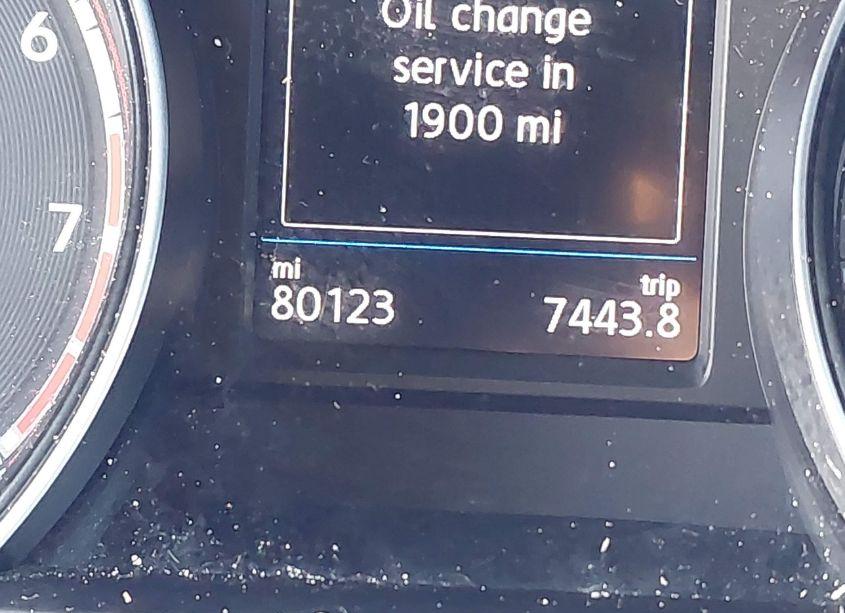 6
7
Oil change
service in
1900 mi
mi
trip
80123
7443.8